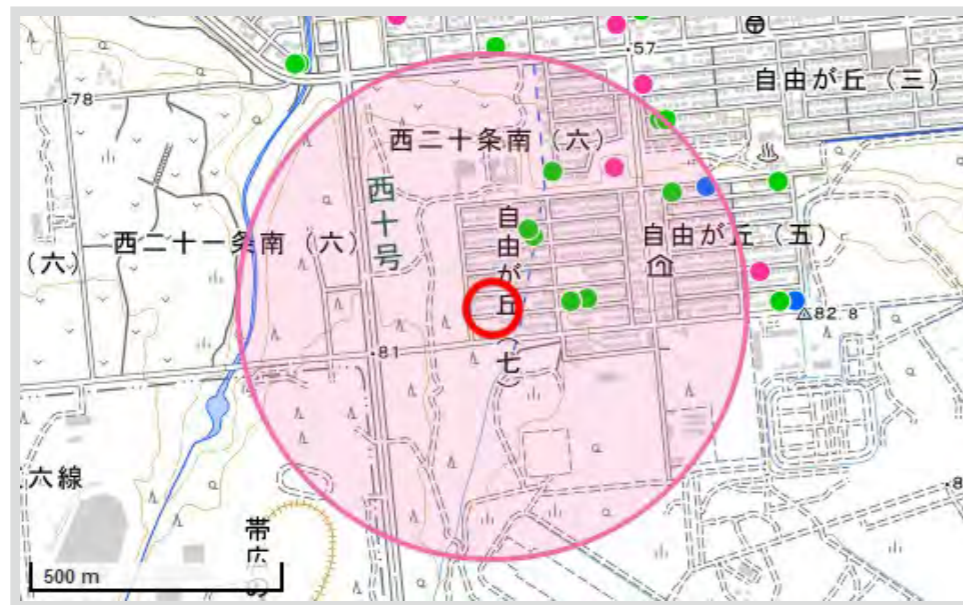 .57
自由が丘（三）
.78
西二十条南（六）
西十号
自由が丘（七）
自由が丘（五）
西二十一条南（六）
（六）
82.8
.81
六線
帯広の
.8
500 m